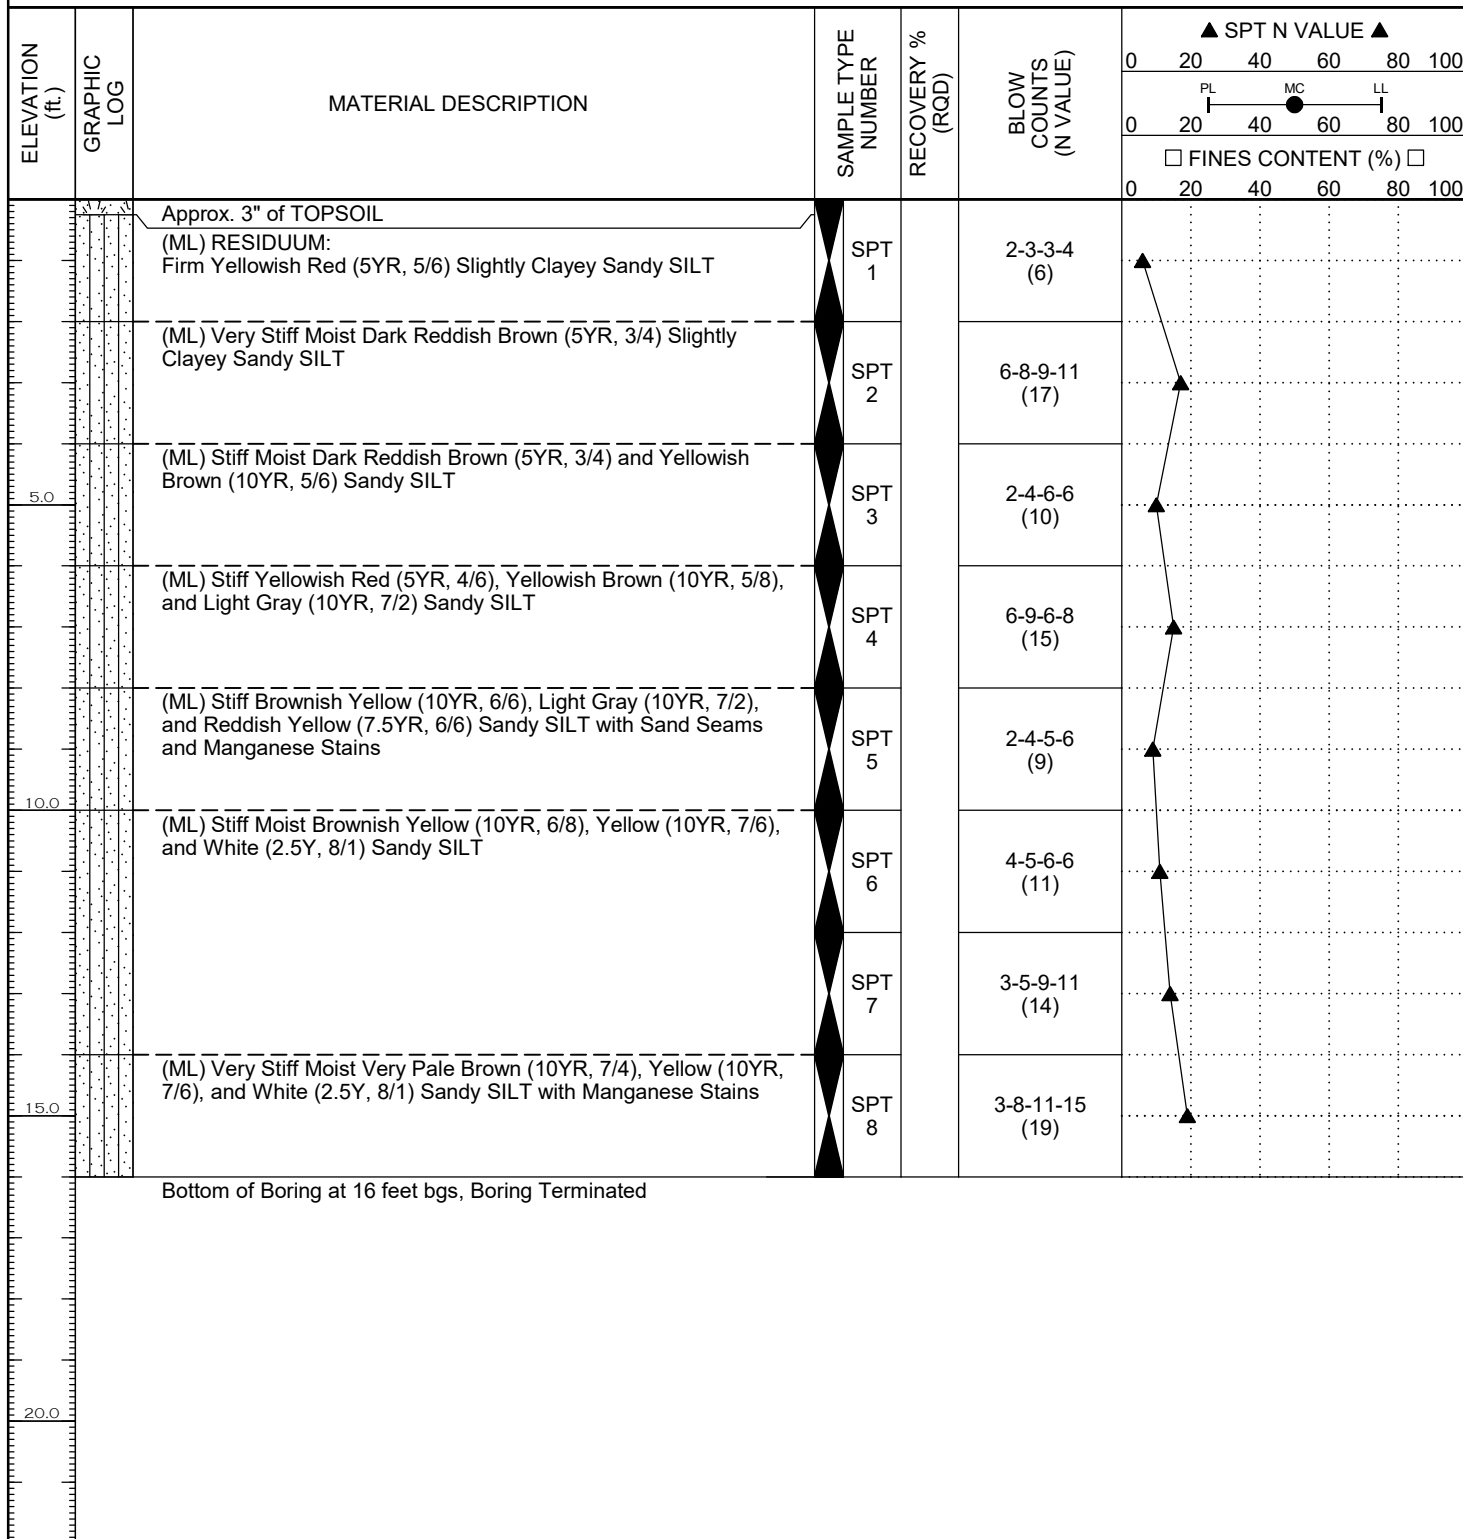 ELEVATION
(ft.)
GRAPHIC
LOG
MATERIAL DESCRIPTION
SAMPLE TYPE
NUMBER
RECOVERY %
(RQD)
BLOW
COUNTS
(N VALUE)
▲ SPT N VALUE ▲
0 20 40 60 80 100
PL MC LL
0 20 40 60 80 100
□ FINES CONTENT (%) □
0 20 40 60 80 100
Approx. 3" of TOPSOIL
(ML) RESIDUUM:
Firm Yellowish Red (5YR, 5/6) Slightly Clayey Sandy SILT
SPT
1
2-3-3-4
(6)
(ML) Very Stiff Moist Dark Reddish Brown (5YR, 3/4) Slightly
Clayey Sandy SILT
SPT
2
6-8-9-11
(17)
(ML) Stiff Moist Dark Reddish Brown (5YR, 3/4) and Yellowish
Brown (10YR, 5/6) Sandy SILT
5.0
SPT
3
2-4-6-6
(10)
(ML) Stiff Yellowish Red (5YR, 4/6), Yellowish Brown (10YR, 5/8),
and Light Gray (10YR, 7/2) Sandy SILT
SPT
4
6-9-6-8
(15)
(ML) Stiff Brownish Yellow (10YR, 6/6), Light Gray (10YR, 7/2),
and Reddish Yellow (7.5YR, 6/6) Sandy SILT with Sand Seams
and Manganese Stains
SPT
5
2-4-5-6
(9)
10.0
(ML) Stiff Moist Brownish Yellow (10YR, 6/8), Yellow (10YR, 7/6),
and White (2.5Y, 8/1) Sandy SILT
SPT
6
4-5-6-6
(11)
SPT
7
3-5-9-11
(14)
(ML) Very Stiff Moist Very Pale Brown (10YR, 7/4), Yellow (10YR,
7/6), and White (2.5Y, 8/1) Sandy SILT with Manganese Stains
15.0
SPT
8
3-8-11-15
(19)
Bottom of Boring at 16 feet bgs, Boring Terminated
20.0